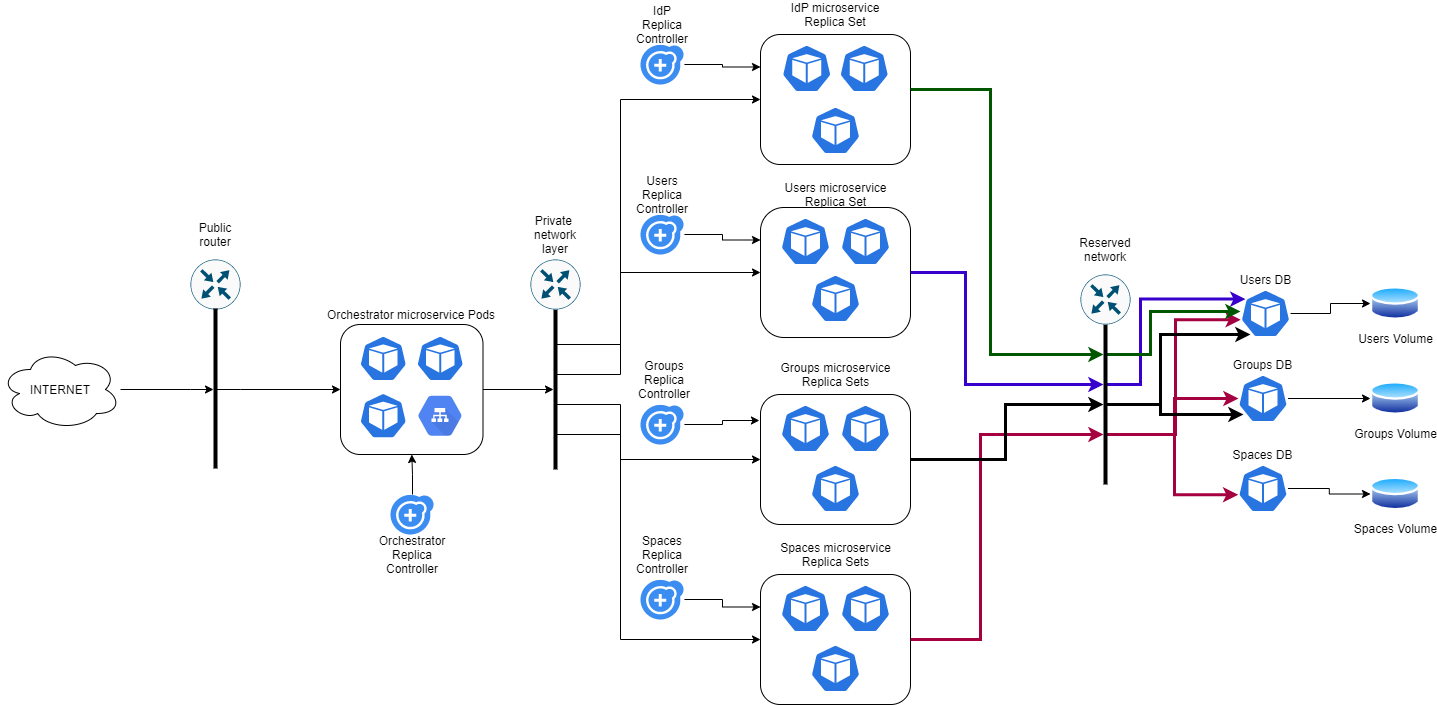 IdP
Replica
Controller
IdP microservice
Replica Set
Users
Replica
Controller
Users microservice
Replica Set
Public
router
Private
network
layer
Reserved
network
Users DB
Users Volume
Orchestrator microservice Pods
INTERNET
Groups
Replica
Controller
Groups microservice
Replica Sets
Groups DB
Groups Volume
Spaces DB
Spaces Volume
Orchestrator
Replica
Controller
Spaces
Replica
Controller
Spaces microservice
Replica Sets